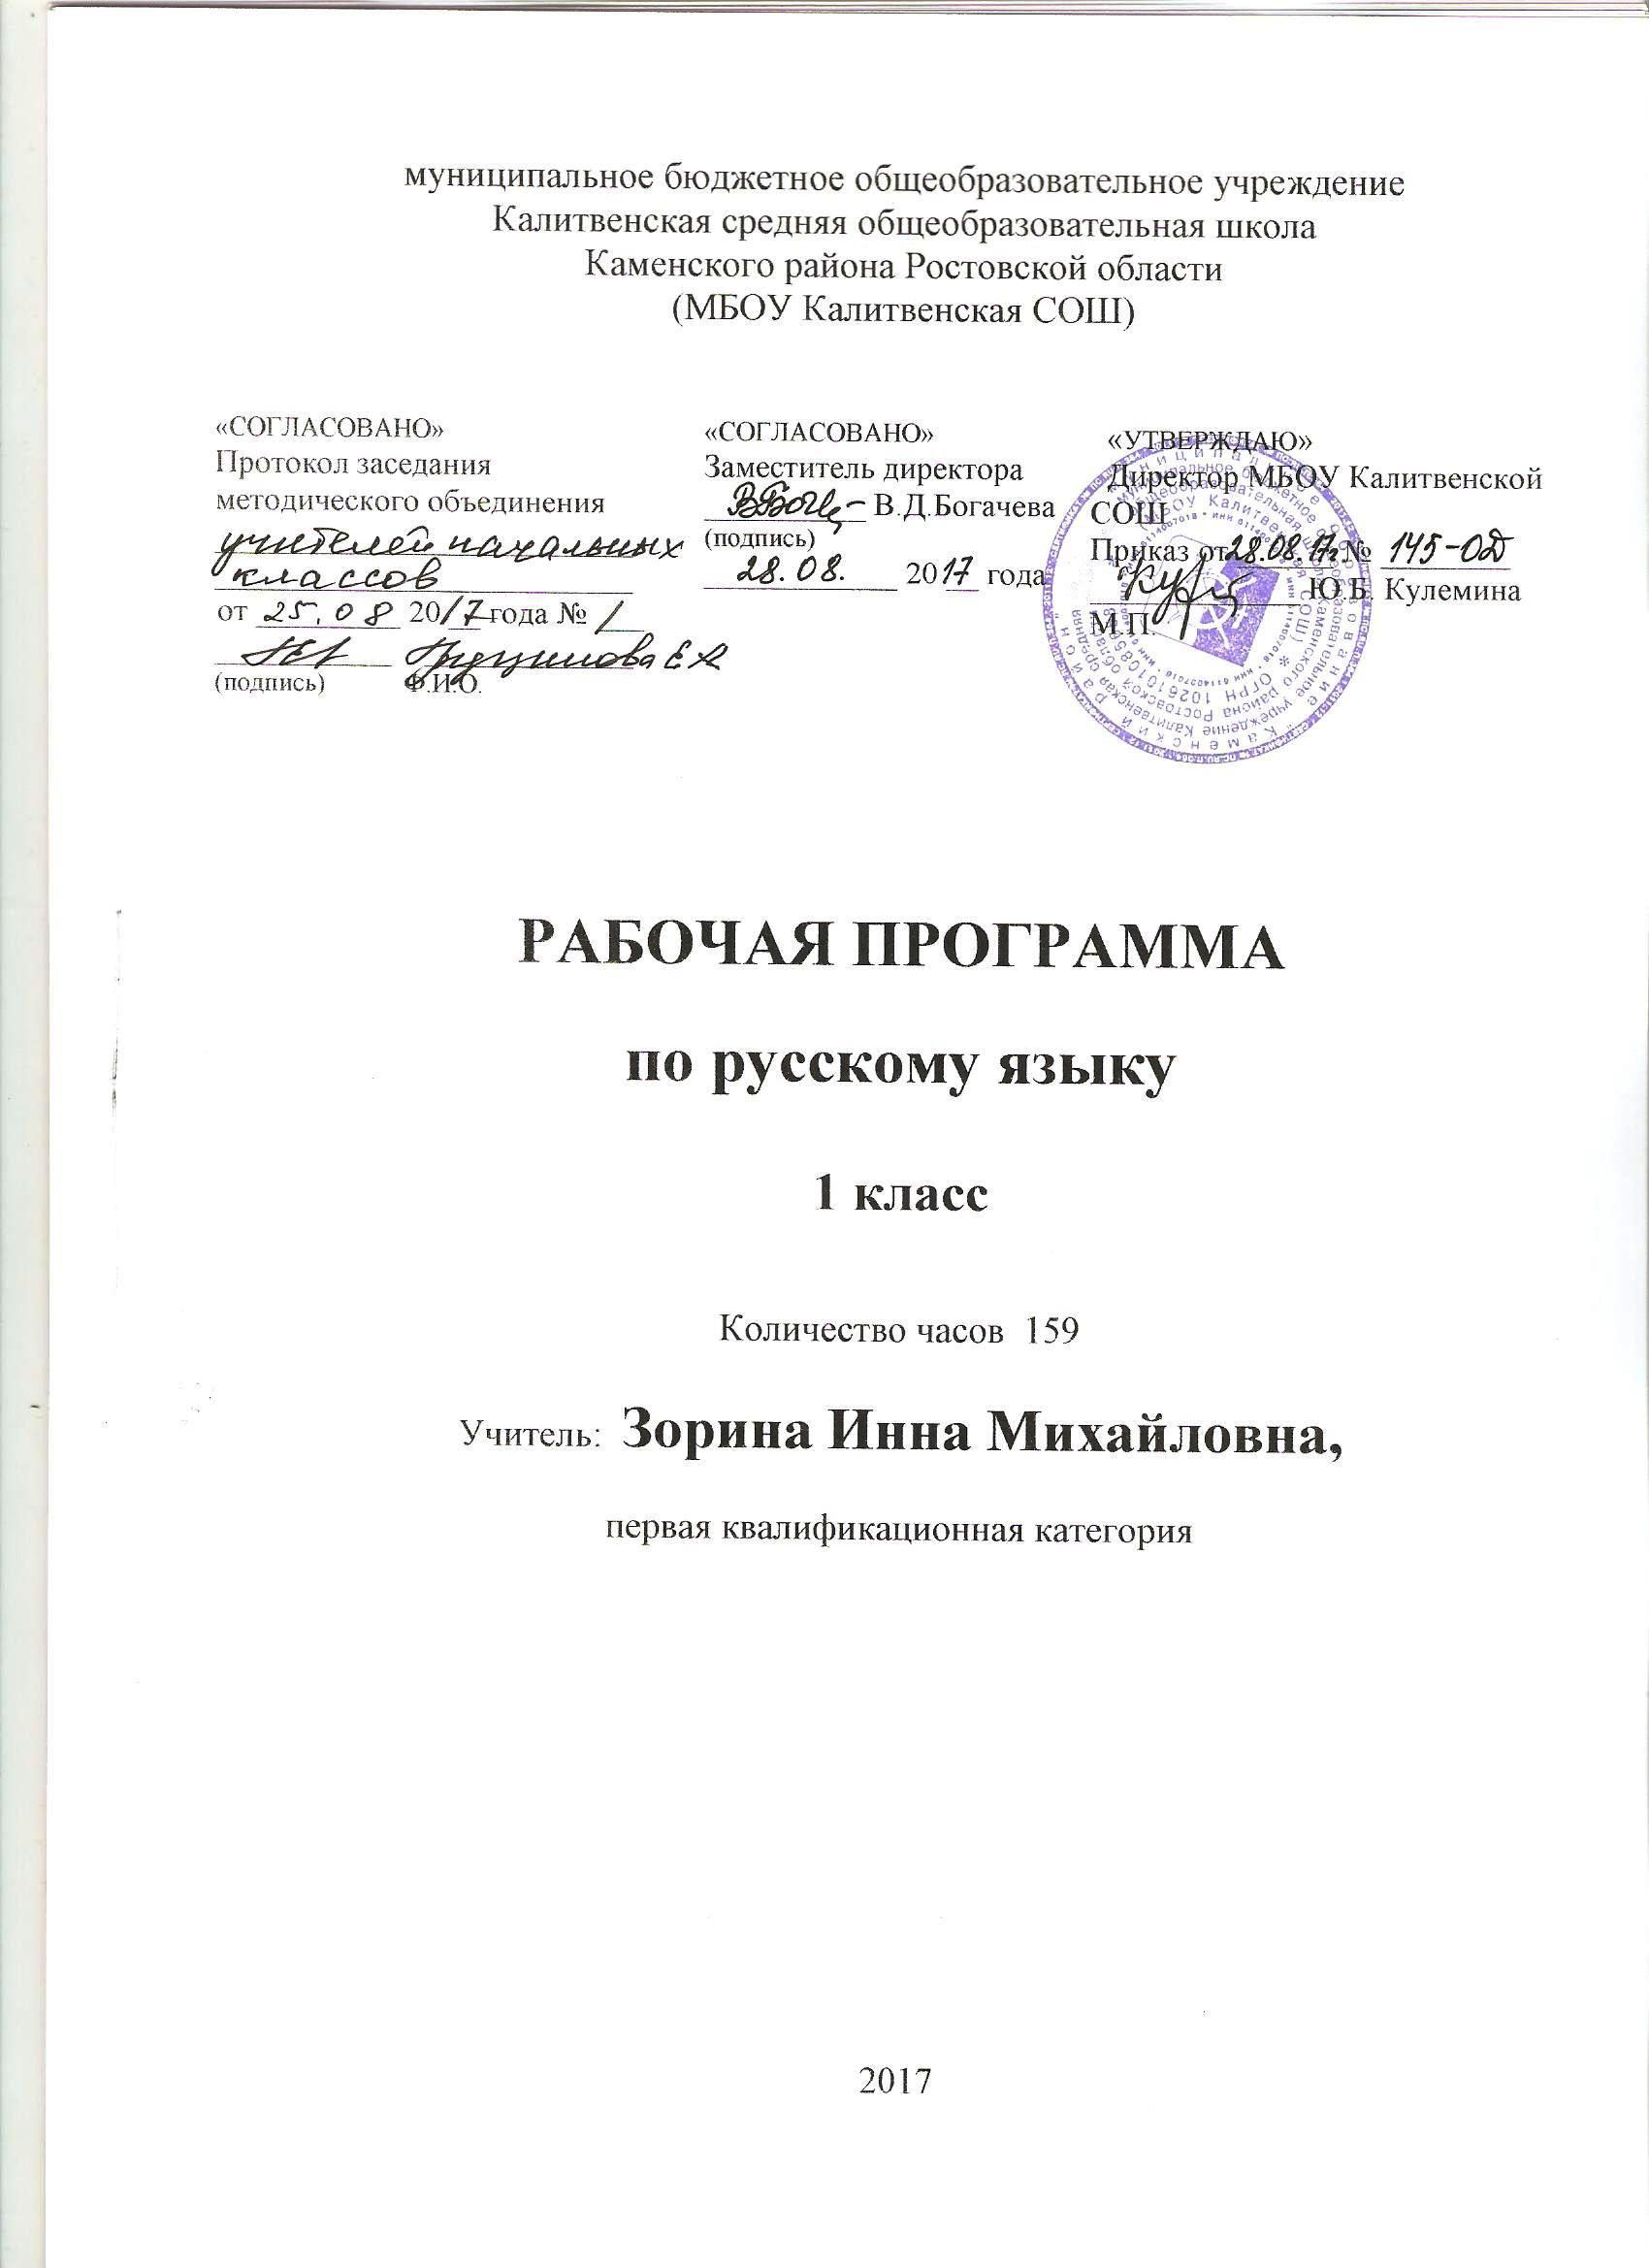 муниципальное бюджетное общеобразовательное учреждение
Калитвенская средняя общеобразовательная школа
Каменского района Ростовской области
(МБОУ Калитвенская СОШ)
«СОГЛАСОВАНО»
Протокол заседания
методического объединения
учителей начальных
классов
от 25.08 2017 года № 1
Е Я
(подпись) Ф.И.О.
«СОГЛАСОВАНО»
Заместитель директора
В.Д.Богачева
(подпись)
28.08. 2017 года
«УТВЕРЖДАЮ»
Директор МБОУ Калитвенской
СОШ
Приказ от 28.08.17г. № 145-ОД
Ю.Б. Кулемина
М.П.
РАБОЧАЯ ПРОГРАММА
по русскому языку
1 класс
Количество часов 159
Учитель: Зорина Инна Михайловна,
первая квалификационная категория
2017